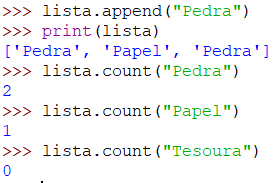 >>> lista.append("Pedra")
>>> print(lista)
['Pedra', 'Papel', 'Pedra']
>>> lista.count("Pedra")
2
>>> lista.count("Papel")
1
>>> lista.count("Tesoura")
0